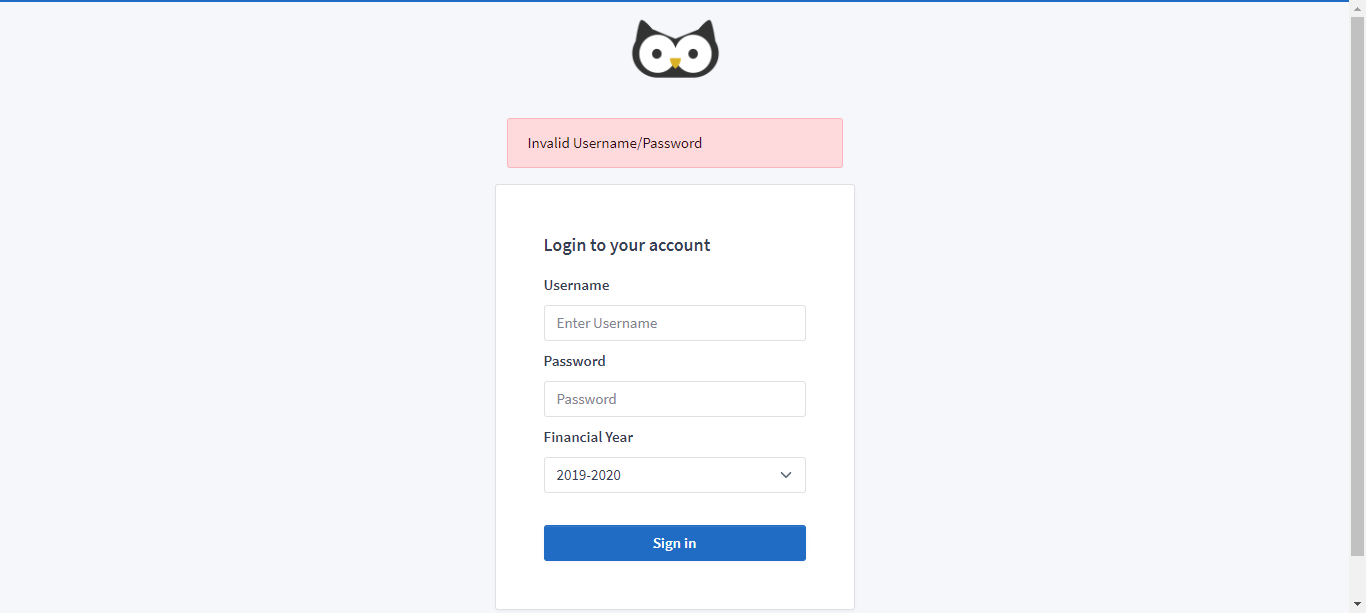 Invalid Username/Password
Login to your account
Username
Enter Username
Password
Password
Financial Year
2019-2020
Sign in